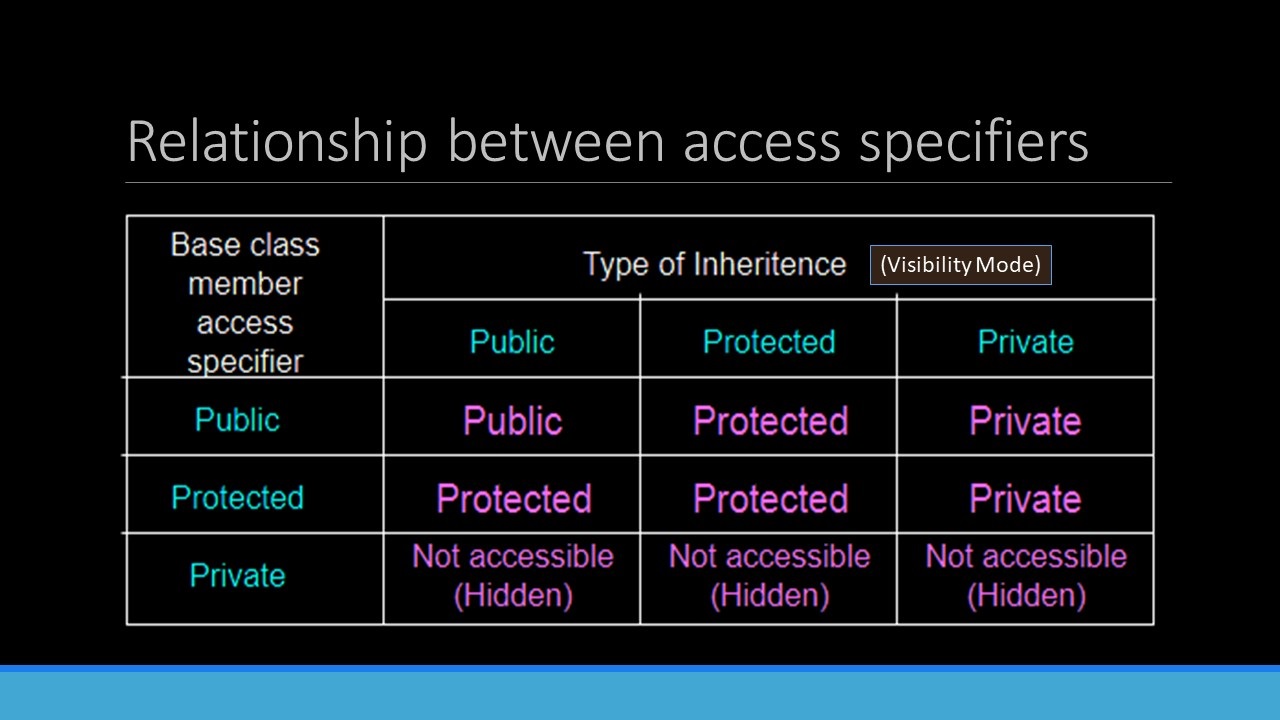 Relationship between access specifiers
Base class
member
access
specifier
Type of Inheritence (Visibility Mode)
Public Protected Private
Public Public Protected Private
Protected Protected Protected Private
Private Not accessible (Hidden) Not accessible (Hidden) Not accessible (Hidden)